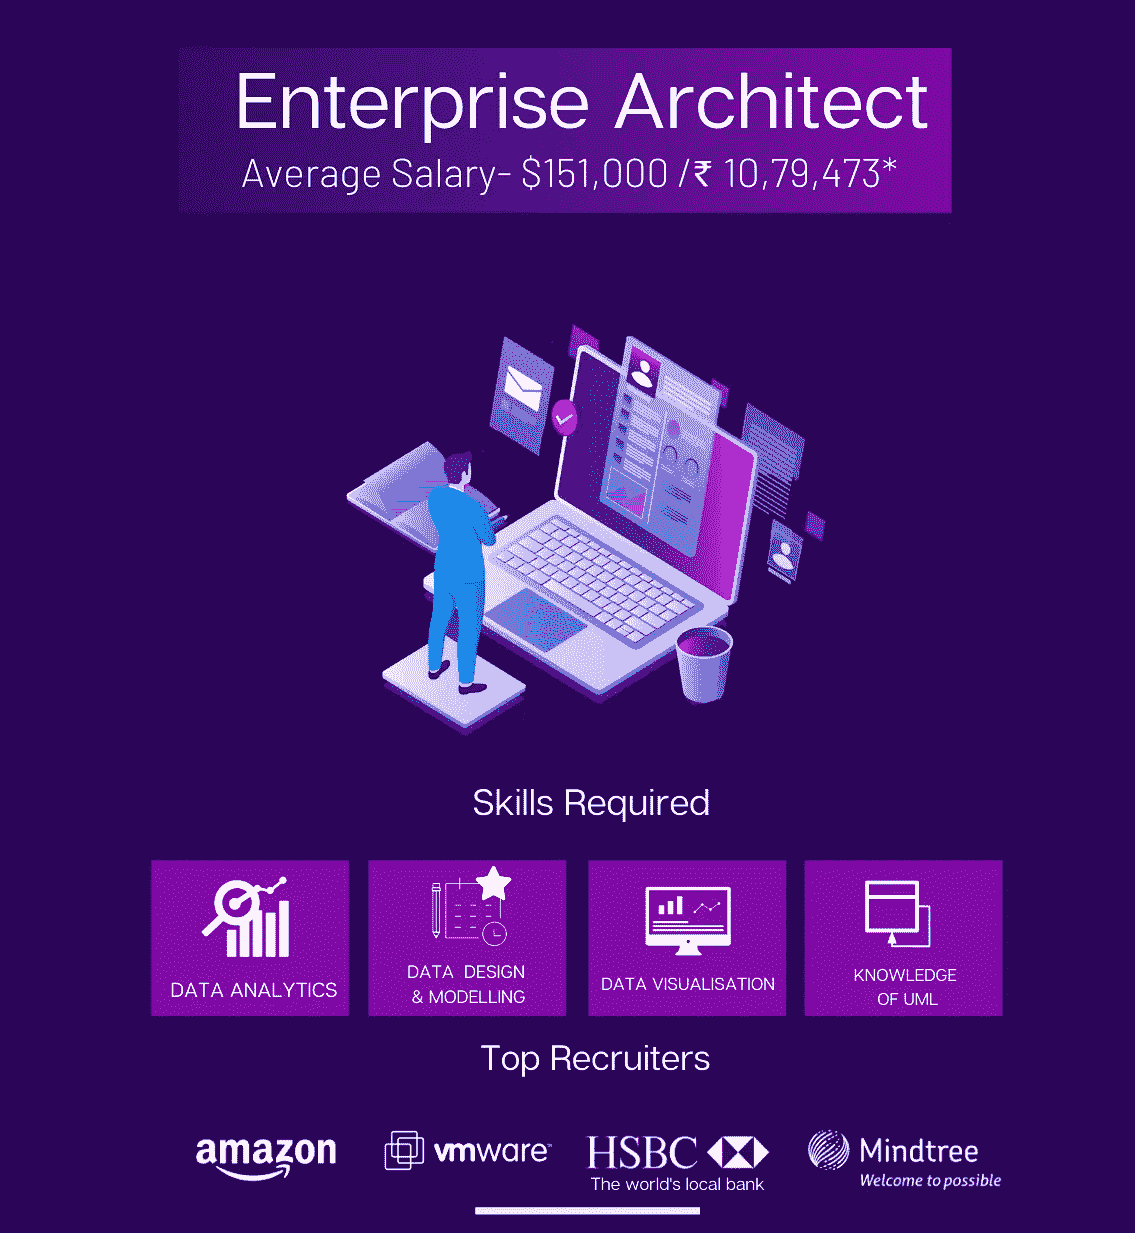 Enterprise Architect
Average Salary- $151,000 /₹ 10,79,473*
Skills Required
DATA ANALYTICS
DATA DESIGN
& MODELLING
DATA VISUALISATION
KNOWLEDGE
OF UML
Top Recruiters
amazon
vmware™
HSBC
The world's local bank
Mindtree
Welcome to possible